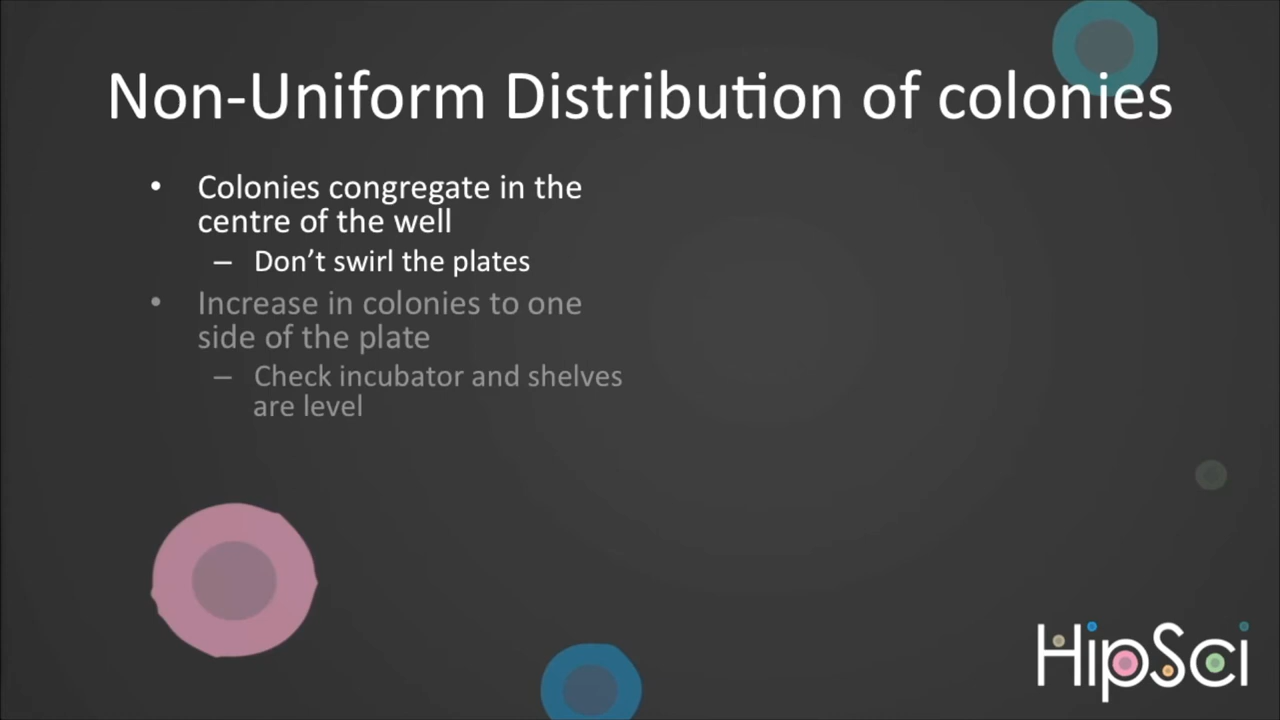 Non-Uniform Distribution of colonies
• Colonies congregate in the
centre of the well
– Don’t swirl the plates
• Increase in colonies to one
side of the plate
– Check incubator and shelves
are level
HipSci